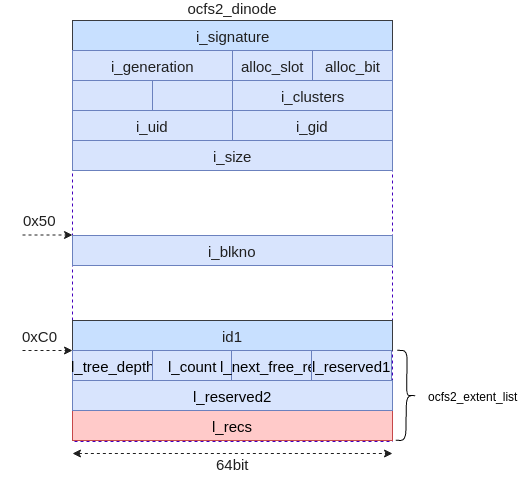 ocfs2_dinode
i_signature
i_generation alloc_slot alloc_bit
i_clusters
i_uid i_gid
i_size
0x50
i_blkno
0xC0
id1
l_tree_depth l_count l_next_free_re l_reserved1
l_reserved2
ocfs2_extent_list
l_recs
64bit